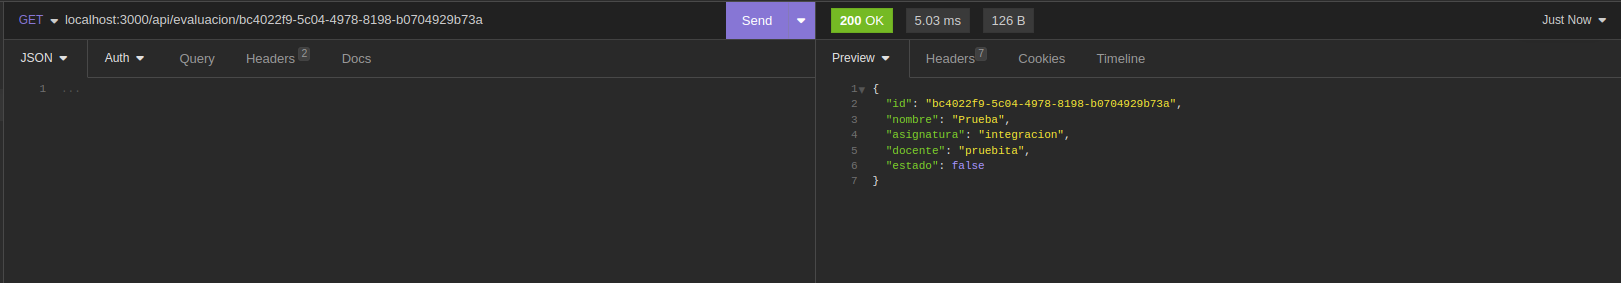 GET localhost:3000/api/evaluacion/bc4022f9-5c04-4978-8198-b0704929b73a Send
200 OK 5.03 ms 126 B Just Now
JSON Auth Query Headers 2 Docs
Preview Headers 7 Cookies Timeline
1 ...
1 {
2 "id": "bc4022f9-5c04-4978-8198-b0704929b73a",
3 "nombre": "Prueba",
4 "asignatura": "integracion",
5 "docente": "pruebita",
6 "estado": false
7 }